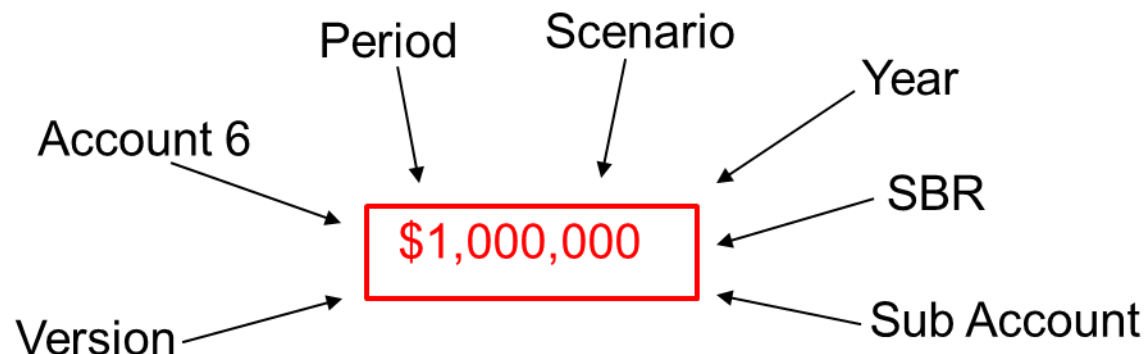 Period
Scenario
Year
Account 6
SBR
$1,000,000
Sub Account
Version